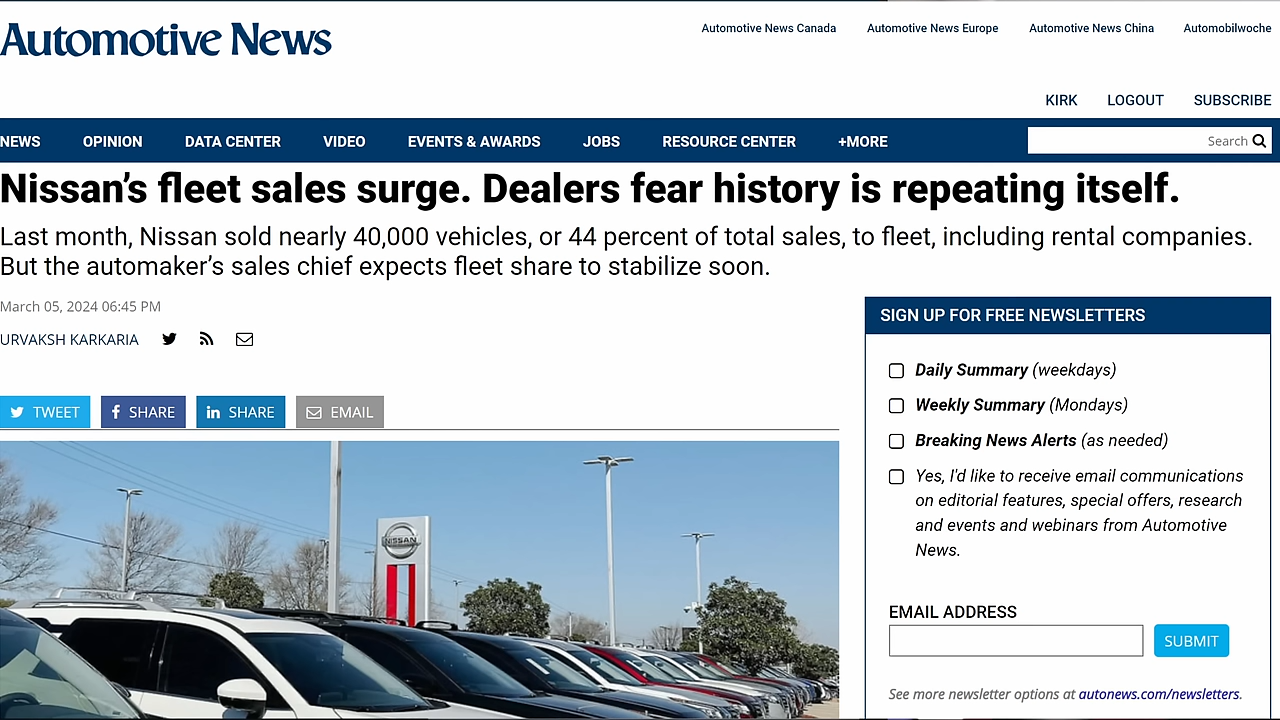 Automotive News
Automotive News Canada
Automotive News Europe
Automotive News China
Automobilwoche
KIRK
LOGOUT
SUBSCRIBE
NEWS
OPINION
DATA CENTER
VIDEO
EVENTS & AWARDS
JOBS
RESOURCE CENTER
+MORE
Search
Nissan’s fleet sales surge. Dealers fear history is repeating itself.
Last month, Nissan sold nearly 40,000 vehicles, or 44 percent of total sales, to fleet, including rental companies.
But the automaker’s sales chief expects fleet share to stabilize soon.
March 05, 2024 06:45 PM
URVAKSH KARKARIA
TWEET
SHARE
SHARE
EMAIL
NISSAN
SIGN UP FOR FREE NEWSLETTERS
Daily Summary (weekdays)
Weekly Summary (Mondays)
Breaking News Alerts (as needed)
Yes, I'd like to receive email communications
on editorial features, special offers, research
and events and webinars from Automotive
News.
EMAIL ADDRESS
SUBMIT
See more newsletter options at autonews.com/newsletters.